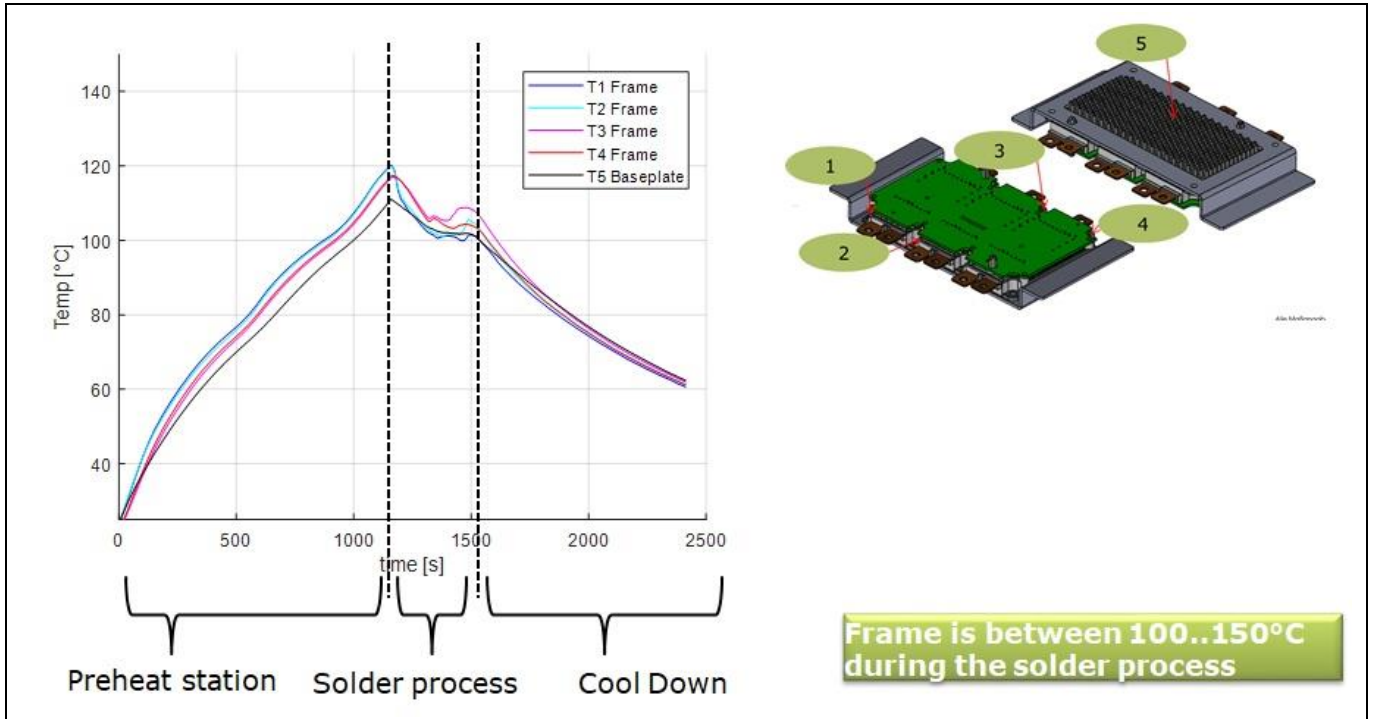 140
120
100
80
60
40
Temp [°C]
0
500
1000
1500
2000
2500
time [s]
T1 Frame
T2 Frame
T3 Frame
T4 Frame
T5 Baseplate
Preheat station
Solder process
Cool Down
5
1
3
2
4
Frame is between 100..150°C
during the solder process